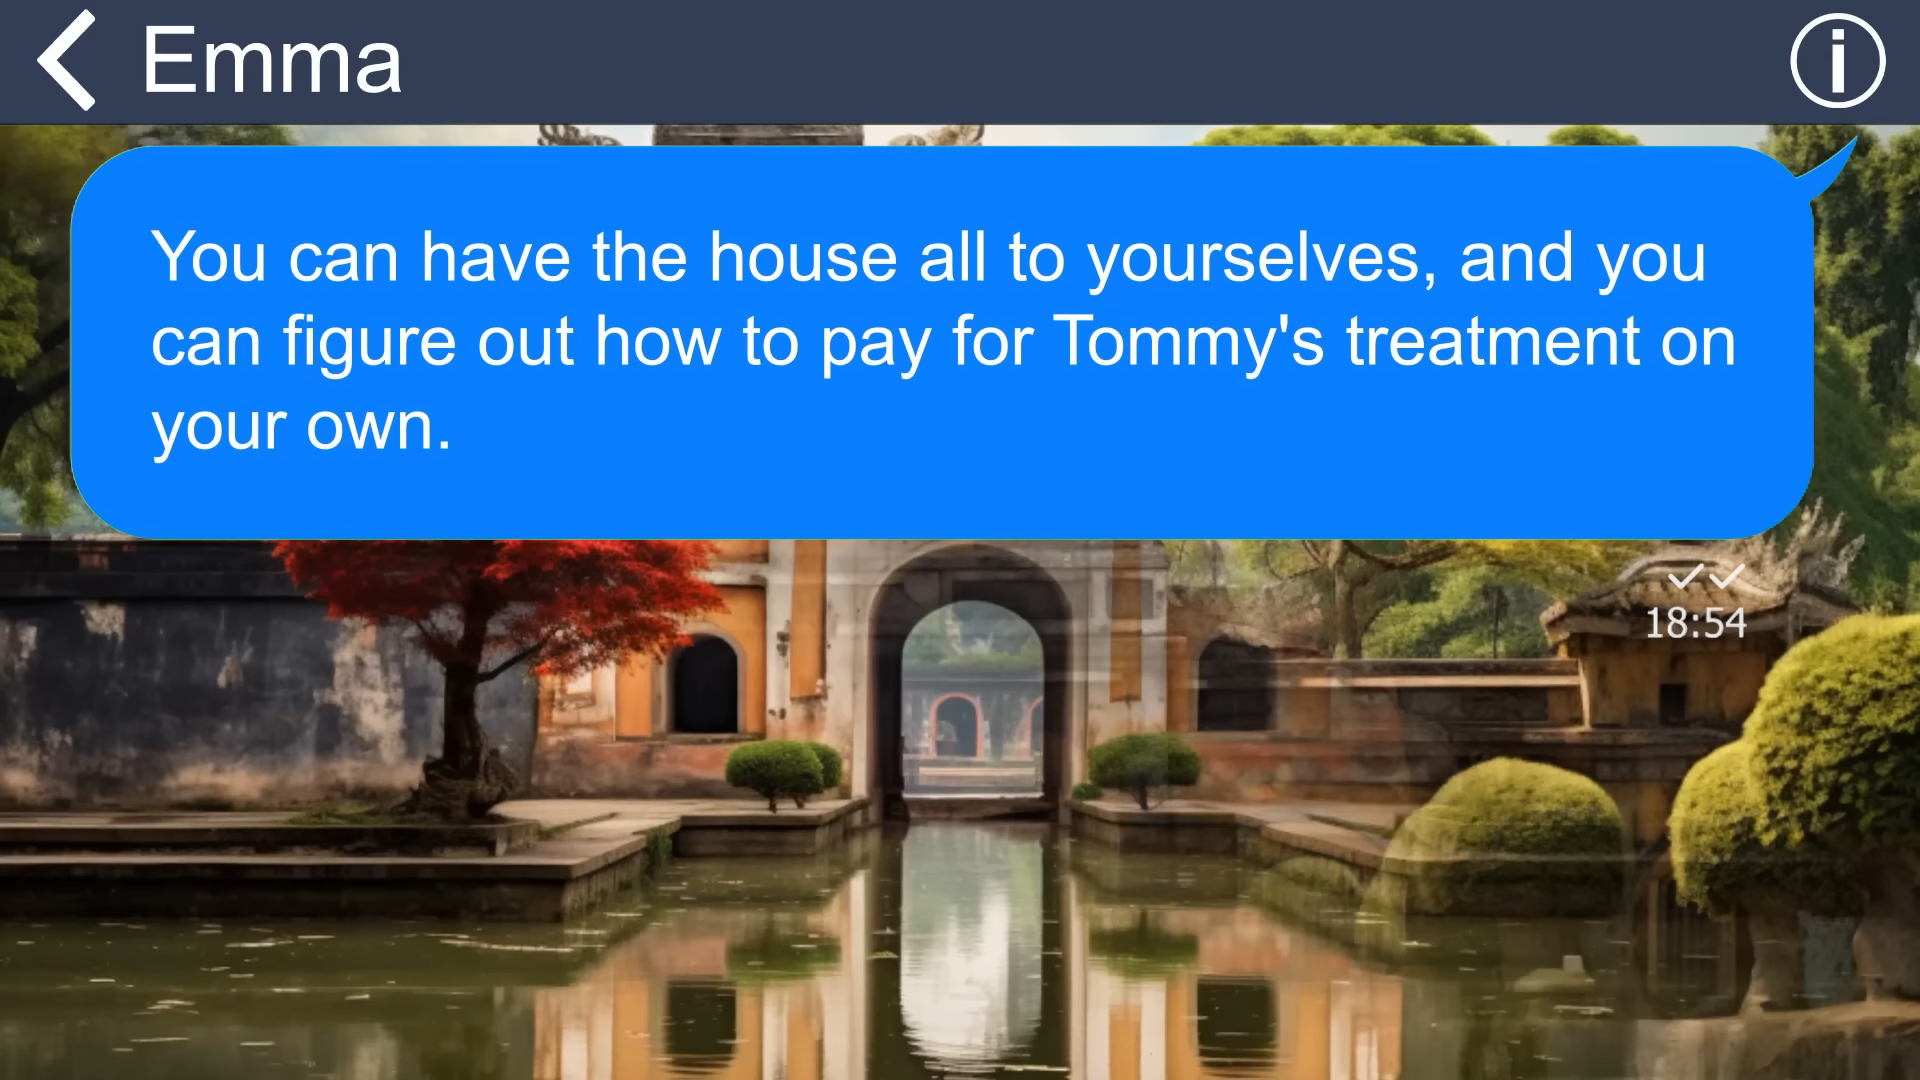 Emma
You can have the house all to yourselves, and you
can figure out how to pay for Tommy's treatment on
your own.
18:54